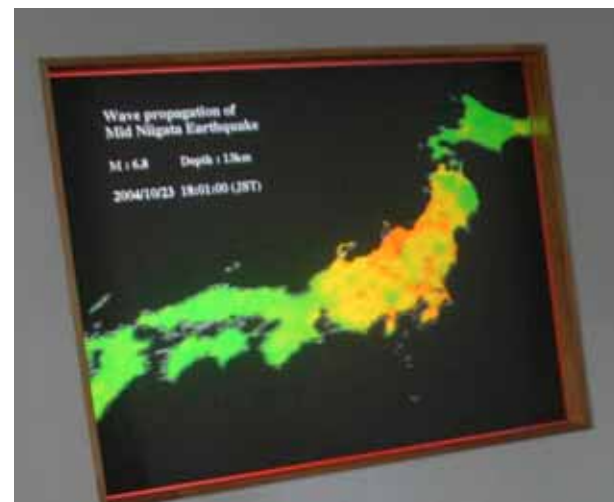 Wave propagation of
Mid Niigata Earthquake
M : 6.8 Depth : 13km
2004/10/23 18:01:00 (JST)